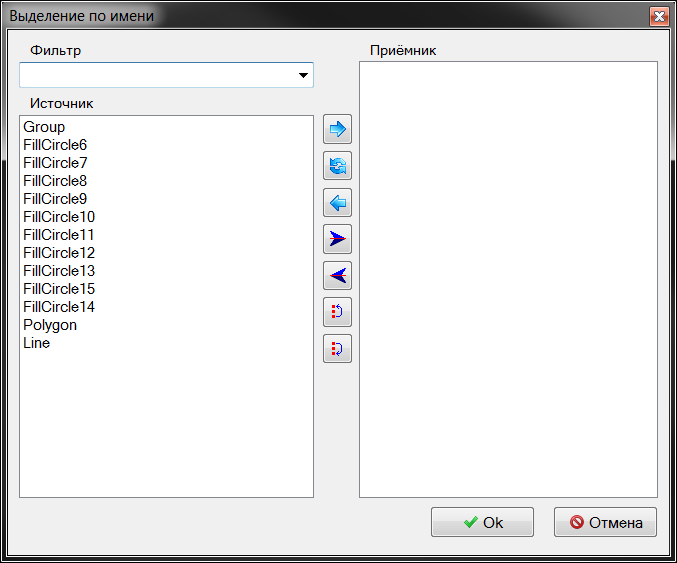 Выделение по имени
Фильтр
Приёмник
Источник
Group
FillCircle6
FillCircle7
FillCircle8
FillCircle9
FillCircle10
FillCircle11
FillCircle12
FillCircle13
FillCircle15
FillCircle14
Polygon
Line
Ok
Отмена